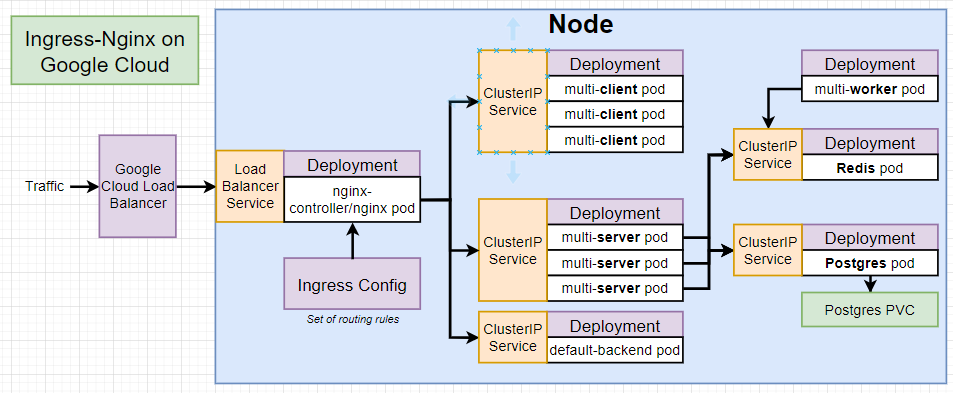 Ingress-Nginx on
Google Cloud
Node
Traffic
Google
Cloud Load
Balancer
Load
Balancer
Service
Deployment
nginx-
controller/nginx pod
Ingress Config
Set of routing rules
ClusterIP
Service
Deployment
multi-client pod
multi-client pod
multi-client pod
ClusterIP
Service
Deployment
multi-server pod
multi-server pod
multi-server pod
ClusterIP
Service
Deployment
default-backend pod
Deployment
multi-worker pod
ClusterIP
Service
Deployment
Redis pod
ClusterIP
Service
Deployment
Postgres pod
Postgres PVC